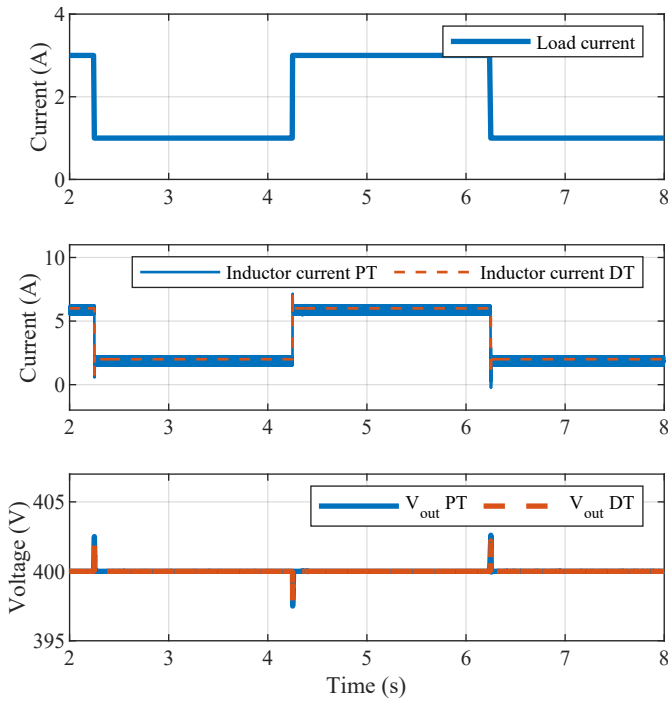 4
2
0
Current (A)
Load current
2 3 4 5 6 7 8
10
5
0
Current (A)
Inductor current PT Inductor current DT
2 3 4 5 6 7 8
405
400
395
Voltage (V)
V_out PT V_out DT
2 3 4 5 6 7 8
Time (s)